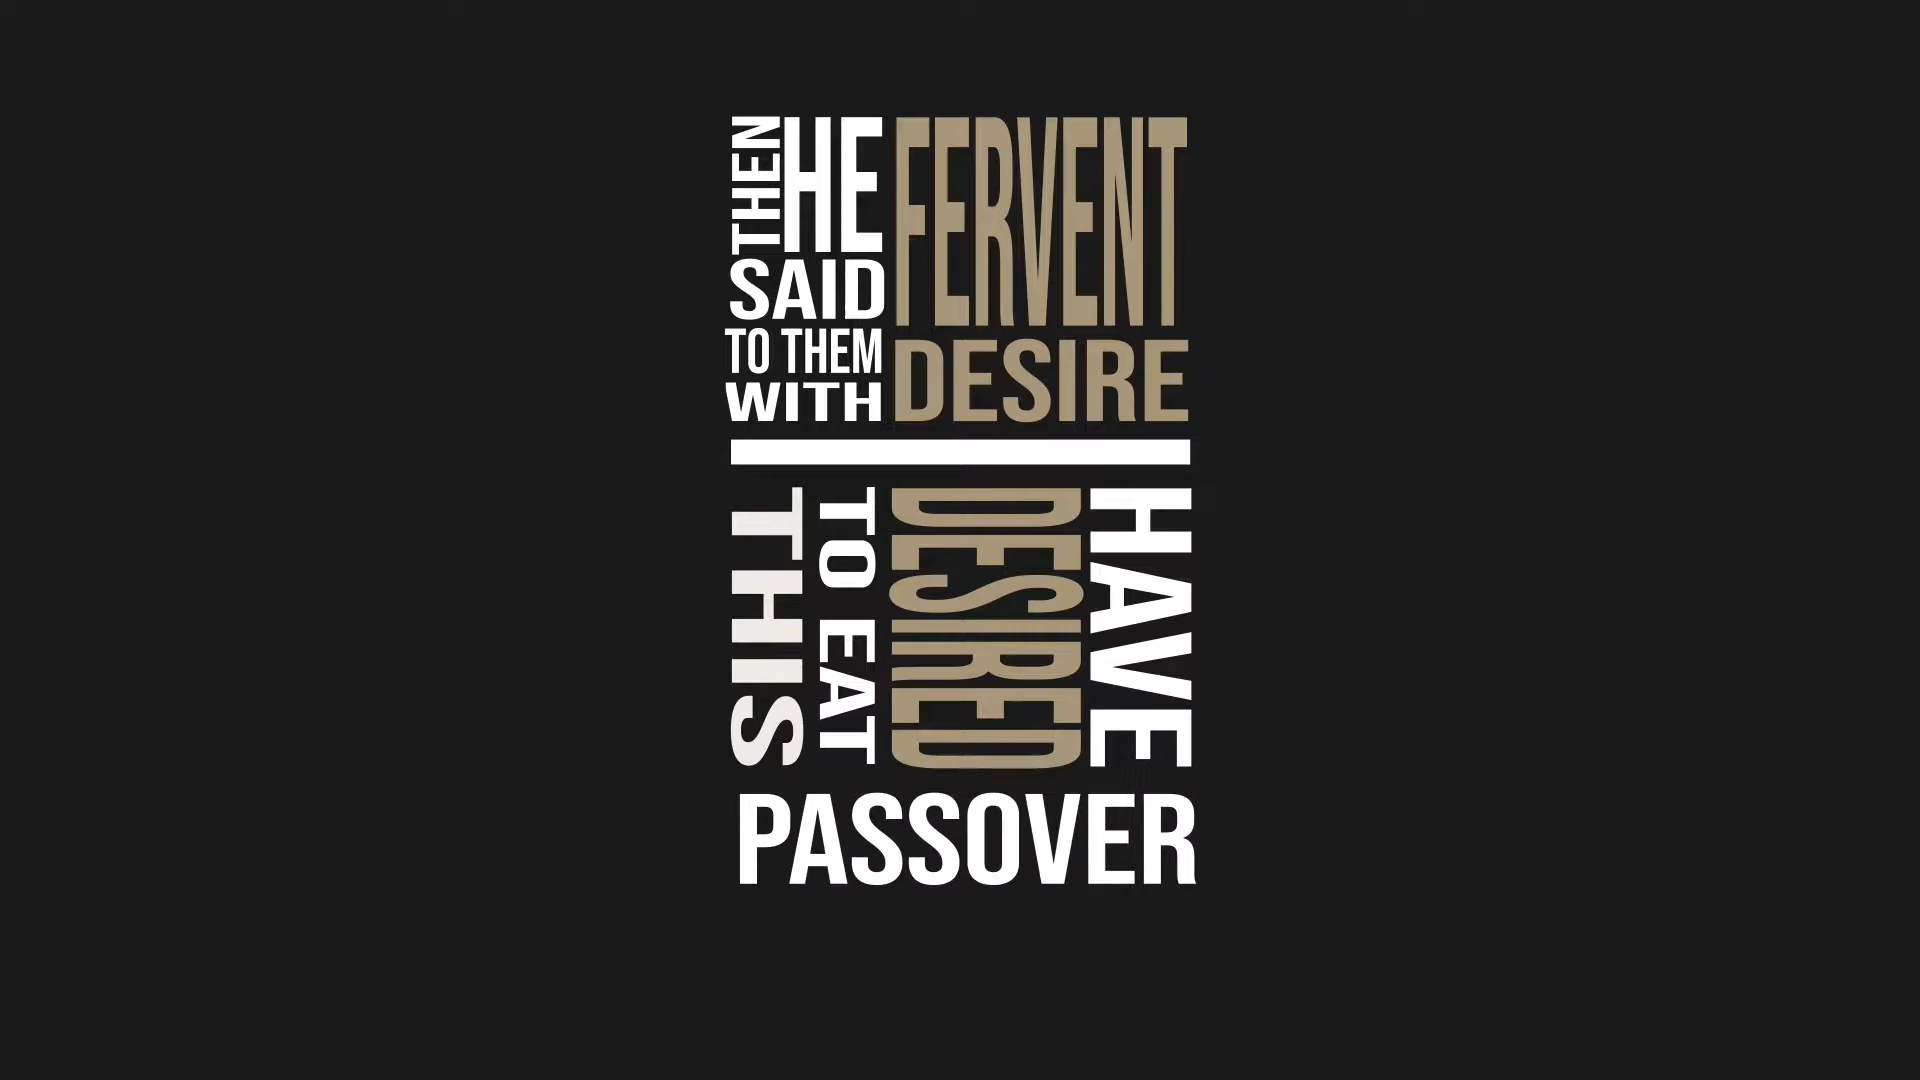 THEN
HE
SAID
TO THEM
WITH
FERVENT
DESIRE
I
HAVE
DESIRED
TO EAT
THIS
PASSOVER